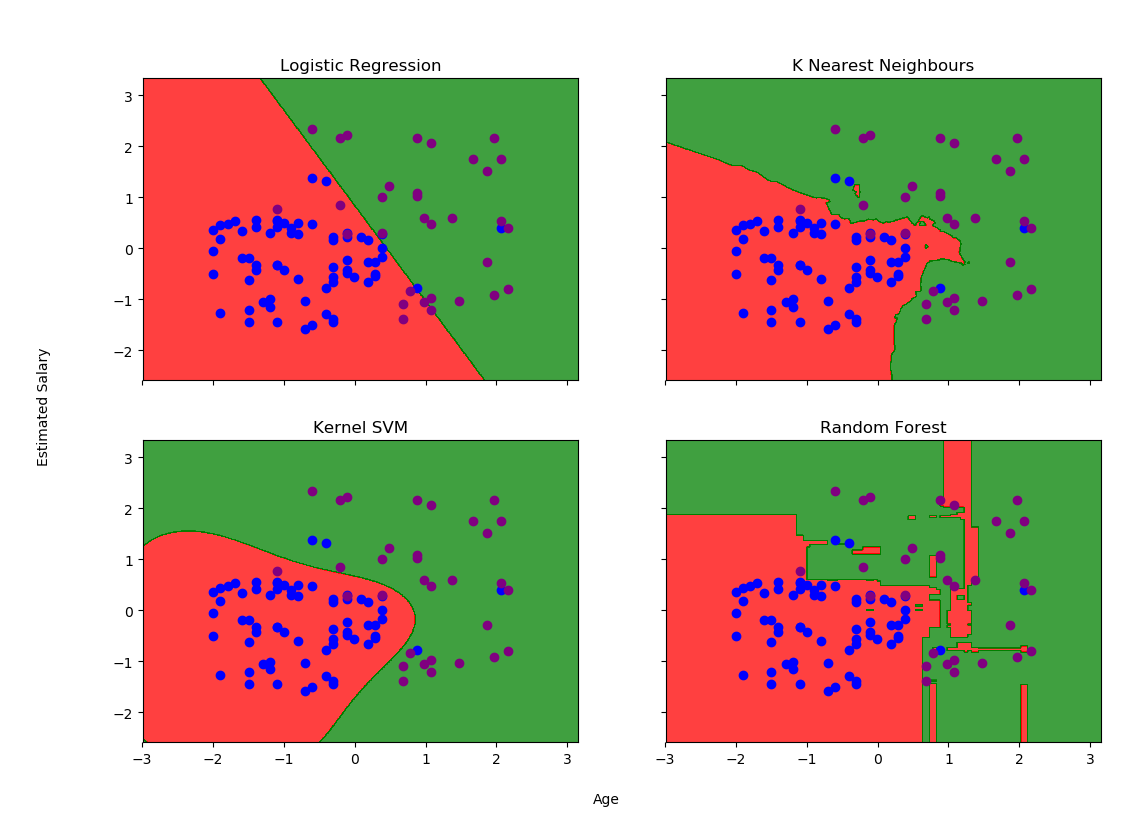 Logistic Regression
K Nearest Neighbours
3
2
1
0
−1
−2
Kernel SVM
Random Forest
3
2
1
0
−1
−2
−3 −2 −1 0 1 2 3
−3 −2 −1 0 1 2 3
Estimated Salary
Age